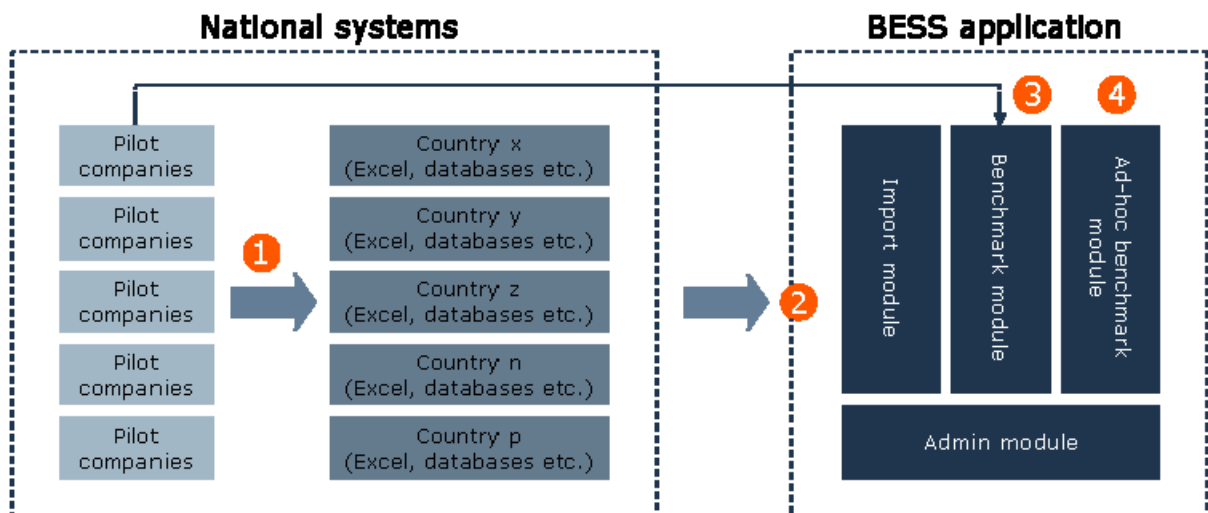 National systems
BESS application
3
4
Pilot
companies
Country x
(Excel, databases etc.)
Pilot
companies
Country y
(Excel, databases etc.)
1
Pilot
companies
Country z
(Excel, databases etc.)
2
Pilot
companies
Country n
(Excel, databases etc.)
Pilot
companies
Country p
(Excel, databases etc.)
Import module
Benchmark module
Ad-hoc benchmark
module
Admin module